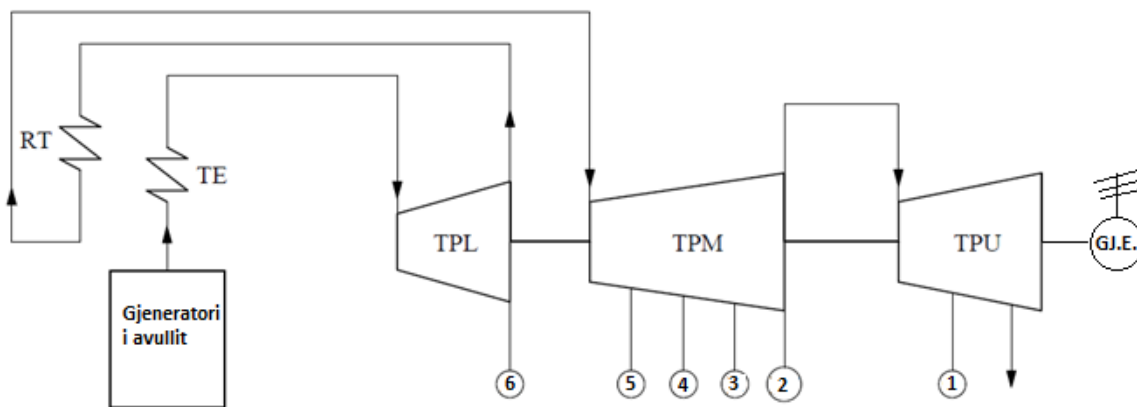 RT
TE
TPL
TPM
TPU
GJ.E.
Gjeneratori
i avullit
6
5
4
3
2
1